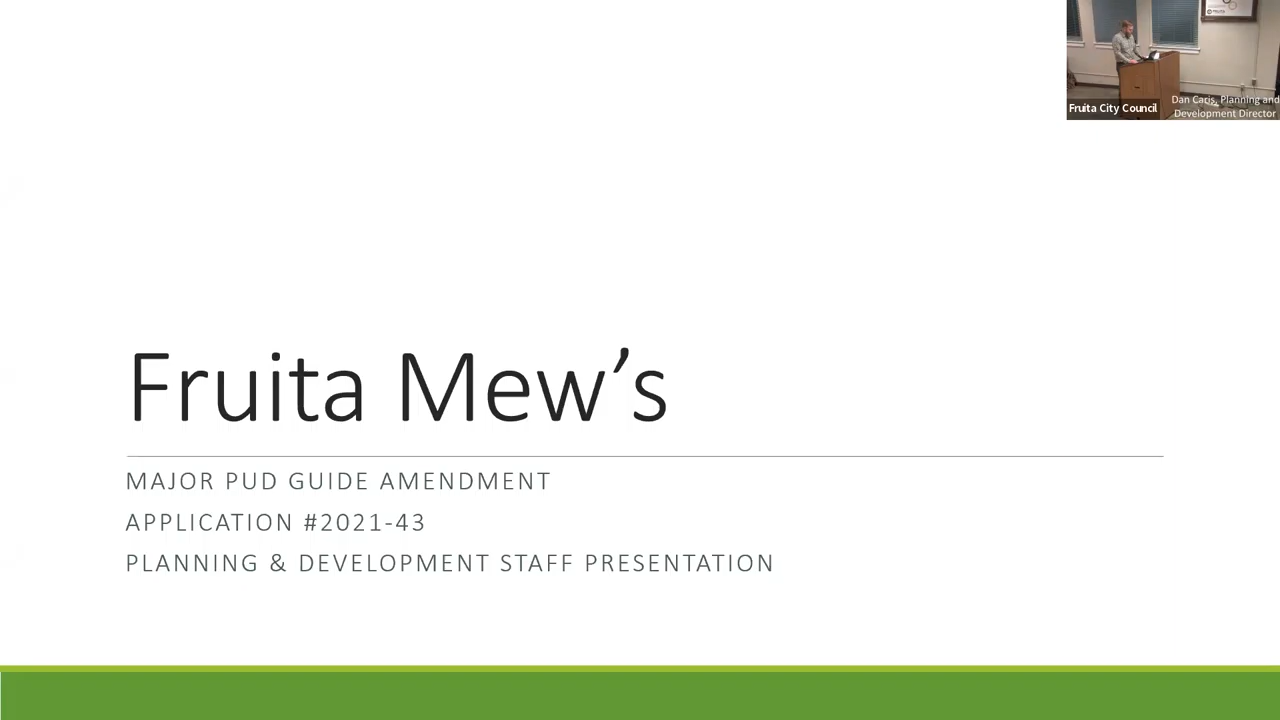 Fruita City Council
Dan Caris, Planning and
Development Director
Fruita Mew’s
MAJOR PUD GUIDE AMENDMENT
APPLICATION #2021-43
PLANNING & DEVELOPMENT STAFF PRESENTATION